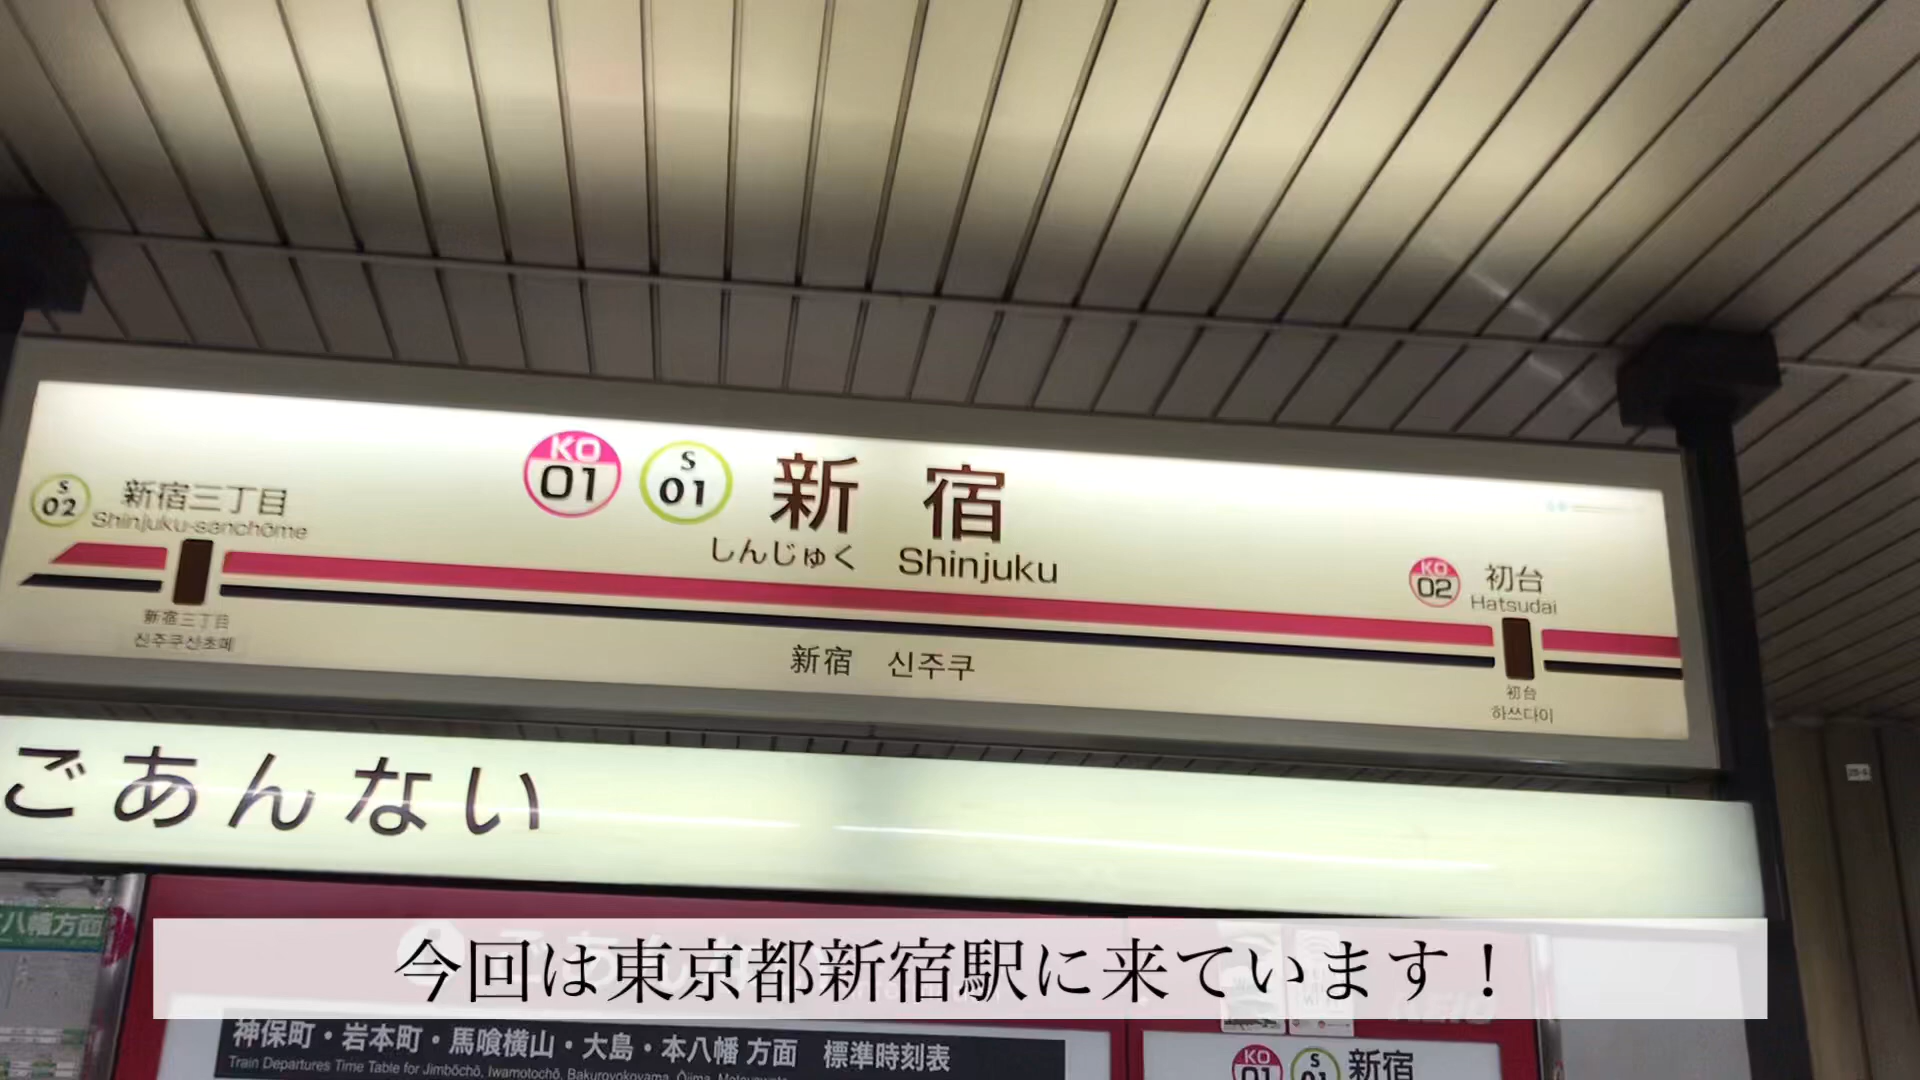 KO 01 S 01 新宿
しんじゅく Shinjuku
S 02 新宿三丁目
Shinjuku-sanchōme
KO 02 初台
Hatsudai
新宿三丁目
신주쿠산초메
新宿 신주쿠
初台
하쓰다이
ごあんない
八幡方面
今回は東京都新宿駅に来ています！
神保町・岩本町・馬喰横山・大島・本八幡 方面 標準時刻表
Train Departures Time Table for Jimbōchō, Iwamotochō, Bakuroyokoyama, Ōjima,
KO 01 S 01 新宿